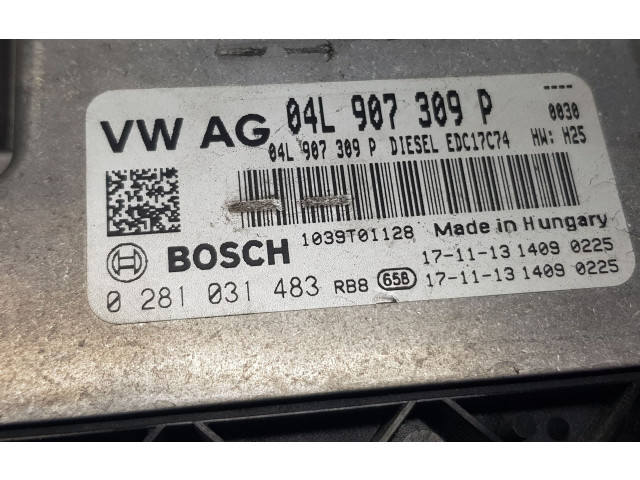 VW AG 04L 907 309 P 0030
04L 907 309 P DIESEL EDC17C74 HW: H25
1039T01128 Made in Hungary
BOSCH 17-11-13 1409 0225
0 281 031 483 RB8 658 17-11-13 1409 0225